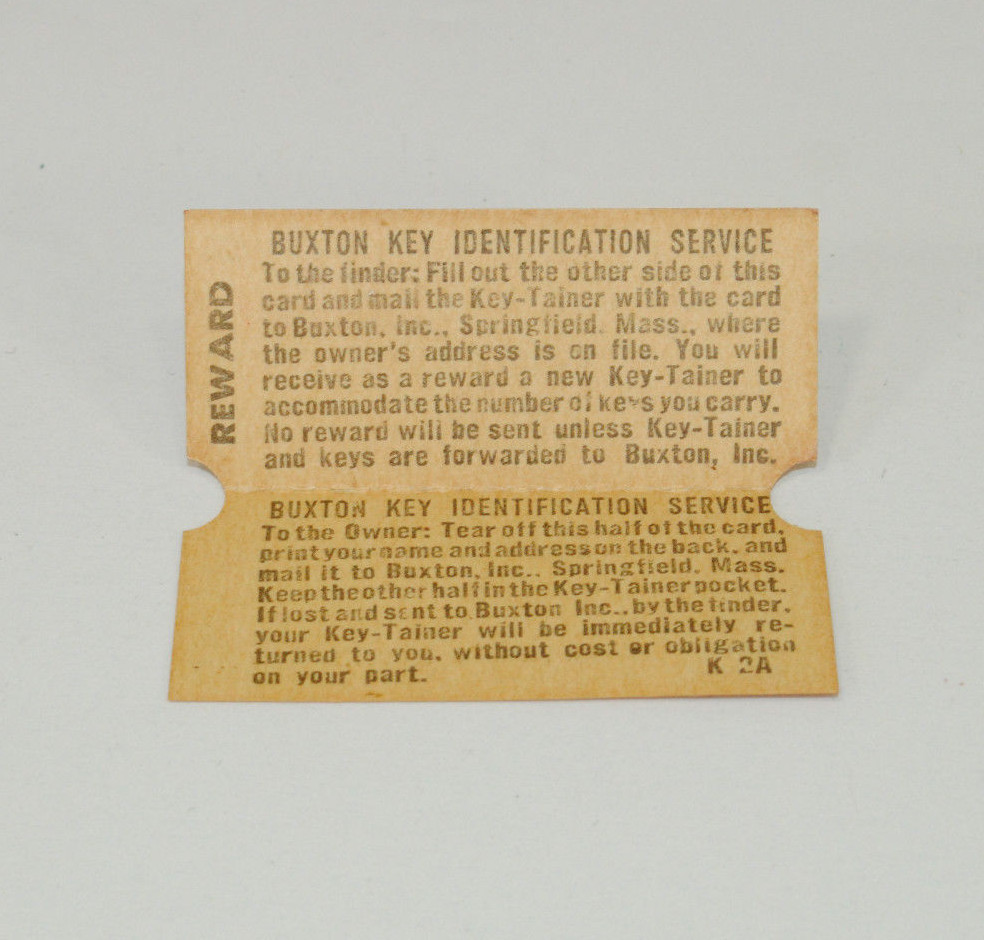 REWARD
BUXTON KEY IDENTIFICATION SERVICE
To the finder: Fill out the other side of this
card and mail the Key-Tainer with the card
to Buxton, Inc., Springfield, Mass., where
the owner's address is on file. You will
receive as a reward a new Key-Tainer to
accommodate the number of keys you carry.
No reward will be sent unless Key-Tainer
and keys are forwarded to Buxton, Inc.
BUXTON KEY IDENTIFICATION SERVICE
To the Owner: Tear off this half of the card,
print your name and address on the back, and
mail it to Buxton, Inc., Springfield, Mass.
Keep the other half in the Key-Tainer pocket.
If lost and sent to Buxton Inc., by the finder,
your Key-Tainer will be immediately re-
turned to you, without cost or obligation
on your part.
K 2A